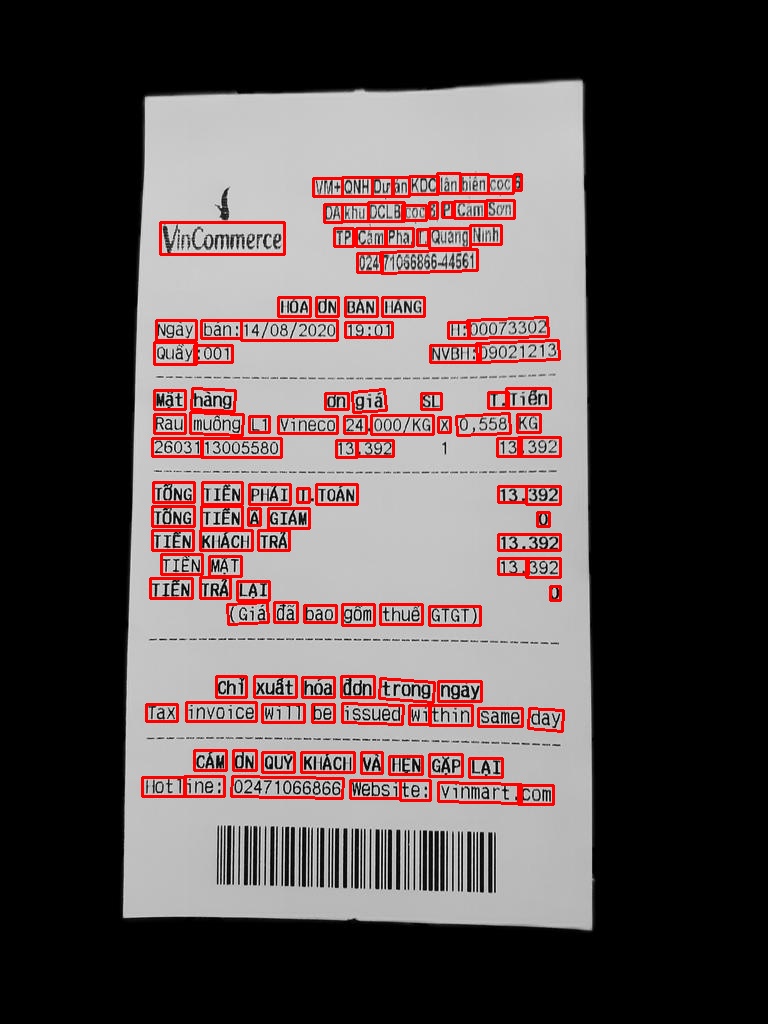 VM+ QNH Dự án KDC lấn biển cọc 6
DA khu DCLB cọc 6 P. Cẩm Sơn
TP. Cẩm Phả T. Quảng Ninh
VinCommerce
02471066866-44561
HÓA ĐƠN BÁN HÀNG
Ngày bán:14/08/2020 19:01 H:00073302
Quầy:001 NVBH:09021213
Mặt hàng Đơn giá SL T.Tiền
Rau muống L1 Vineco 24.000/KG x 0,558 KG
2603113005580 13.392 1 13.392
TỔNG TIỀN PHẢI T.TOÁN 13.392
TỔNG TIỀN ĐÃ GIẢM 0
TIỀN KHÁCH TRẢ 13.392
TIỀN MẶT 13.392
TIỀN TRẢ LẠI 0
(Giá đã bao gồm thuế GTGT)
Chỉ xuất hóa đơn trong ngày
Tax invoice will be issued within same day
CẢM ƠN QUÝ KHÁCH VÀ HẸN GẶP LẠI
Hotline: 02471066866 Website: vinmart.com